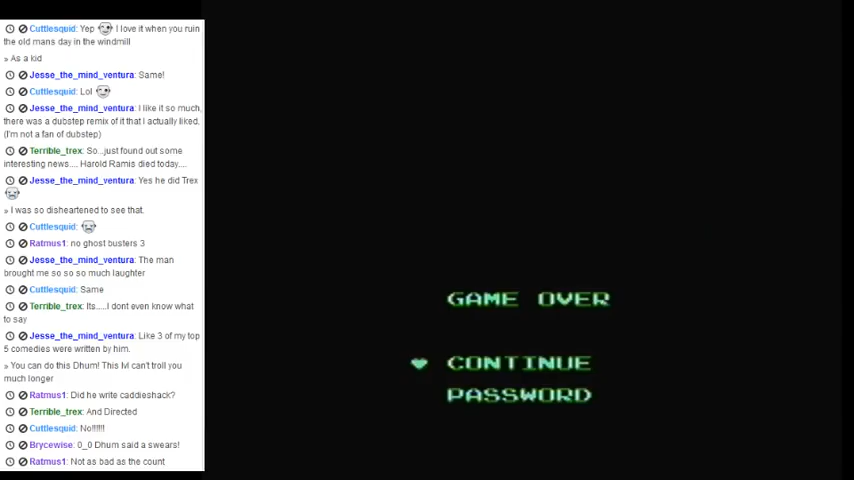 Cuttlesquid: Yep I love it when you ruin
the old mans day in the windmill
» As a kid
Jesse_the_mind_ventura: Same!
Cuttlesquid: Lol
Jesse_the_mind_ventura: I like it so much,
there was a dubstep remix of it that I actually liked.
(I'm not a fan of dubstep)
Terrible_trex: So...just found out some
interesting news.... Harold Ramis died today....
Jesse_the_mind_ventura: Yes he did Trex
» I was so disheartened to see that.
Cuttlesquid:
Ratmus1: no ghost busters 3
Jesse_the_mind_ventura: The man
brought me so so so much laughter
Cuttlesquid: Same
Terrible_trex: Its.....I dont even know what
to say
Jesse_the_mind_ventura: Like 3 of my top
5 comedies were written by him.
» You can do this Dhum! This lvl can't troll you
much longer
Ratmus1: Did he write caddieshack?
Terrible_trex: And Directed
Cuttlesquid: No!!!!!!
Brycewise: 0_0 Dhum said a swears!
Ratmus1: Not as bad as the count
GAME OVER
CONTINUE
PASSWORD